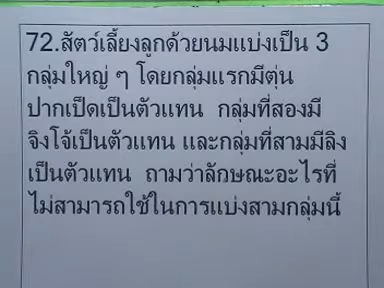 72.สัตว์เลี้ยงลูกด้วยนมแบ่งเป็น 3
กลุ่มใหญ่ ๆ โดยกลุ่มแรกมีตุ่น
ปากเป็ดเป็นตัวแทน กลุ่มที่สองมี
จิงโจ้เป็นตัวแทน และกลุ่มที่สามมีลิง
เป็นตัวแทน ถามว่าลักษณะอะไรที่
ไม่สามารถใช้ในการแบ่งสามกลุ่มนี้